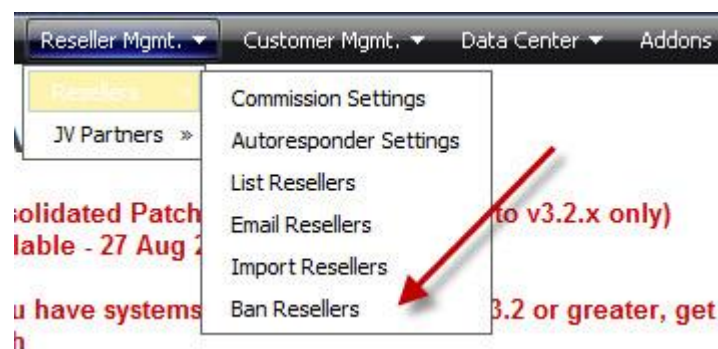 Reseller Mgmt. Customer Mgmt. Data Center Addons
Resellers »
JV Partners »
Commission Settings
Autoresponder Settings
List Resellers
Email Resellers
Import Resellers
Ban Resellers
solidated Patch to v3.2.x only)
lable - 27 Aug 2
u have systems 3.2 or greater, get
h